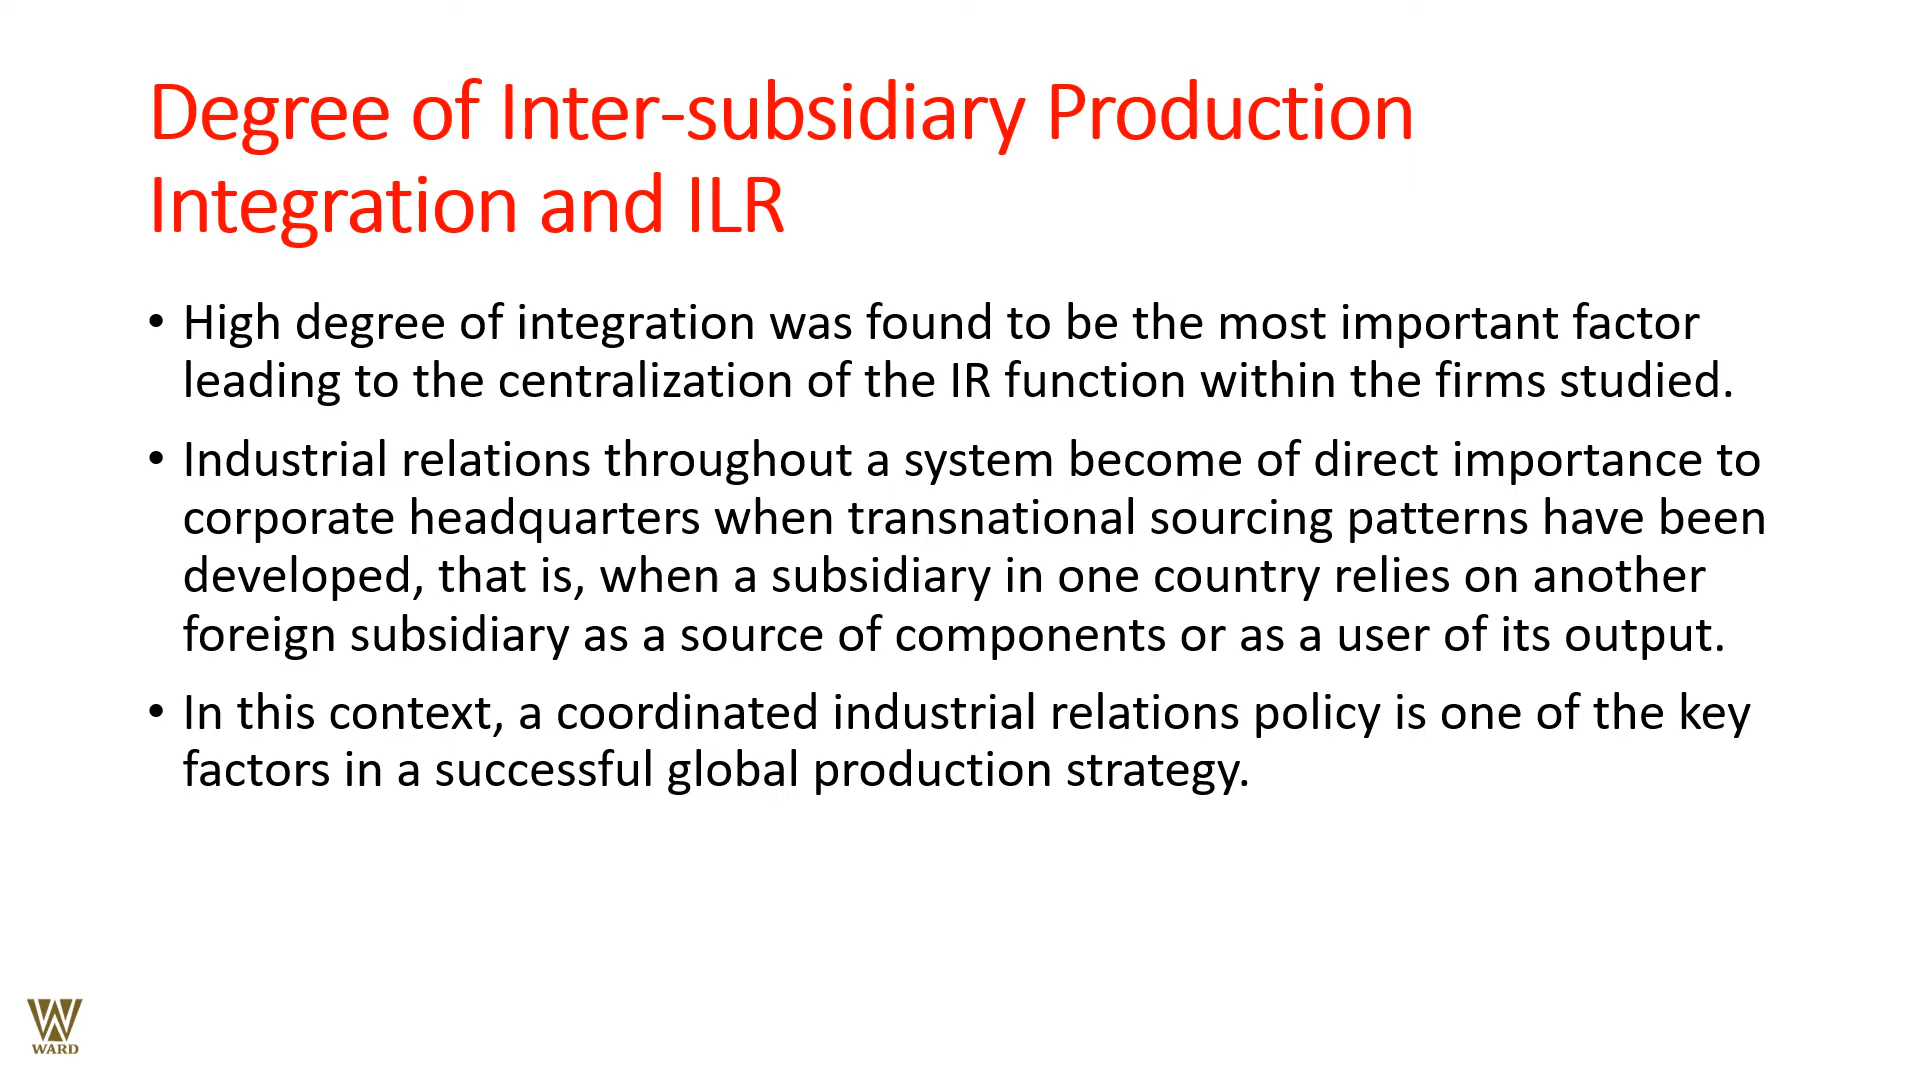 Degree of Inter-subsidiary Production
Integration and ILR
• High degree of integration was found to be the most important factor
leading to the centralization of the IR function within the firms studied.
• Industrial relations throughout a system become of direct importance to
corporate headquarters when transnational sourcing patterns have been
developed, that is, when a subsidiary in one country relies on another
foreign subsidiary as a source of components or as a user of its output.
• In this context, a coordinated industrial relations policy is one of the key
factors in a successful global production strategy.
WARD